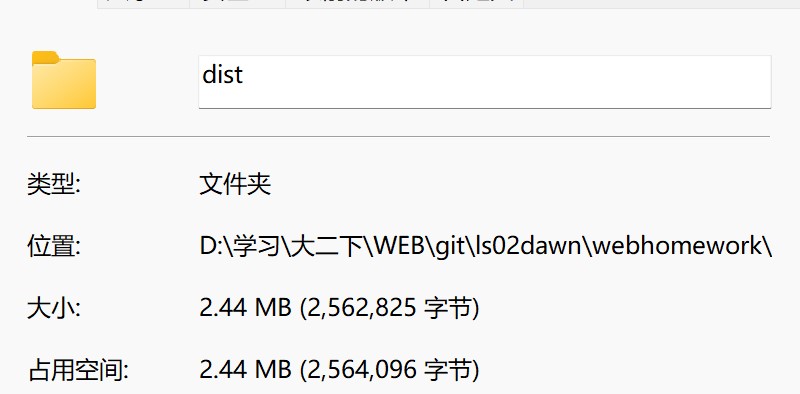 dist
类型: 文件夹
位置: D:\学习\大二下\WEB\git\ls02dawn\webhomework\
大小: 2.44 MB (2,562,825 字节)
占用空间: 2.44 MB (2,564,096 字节)